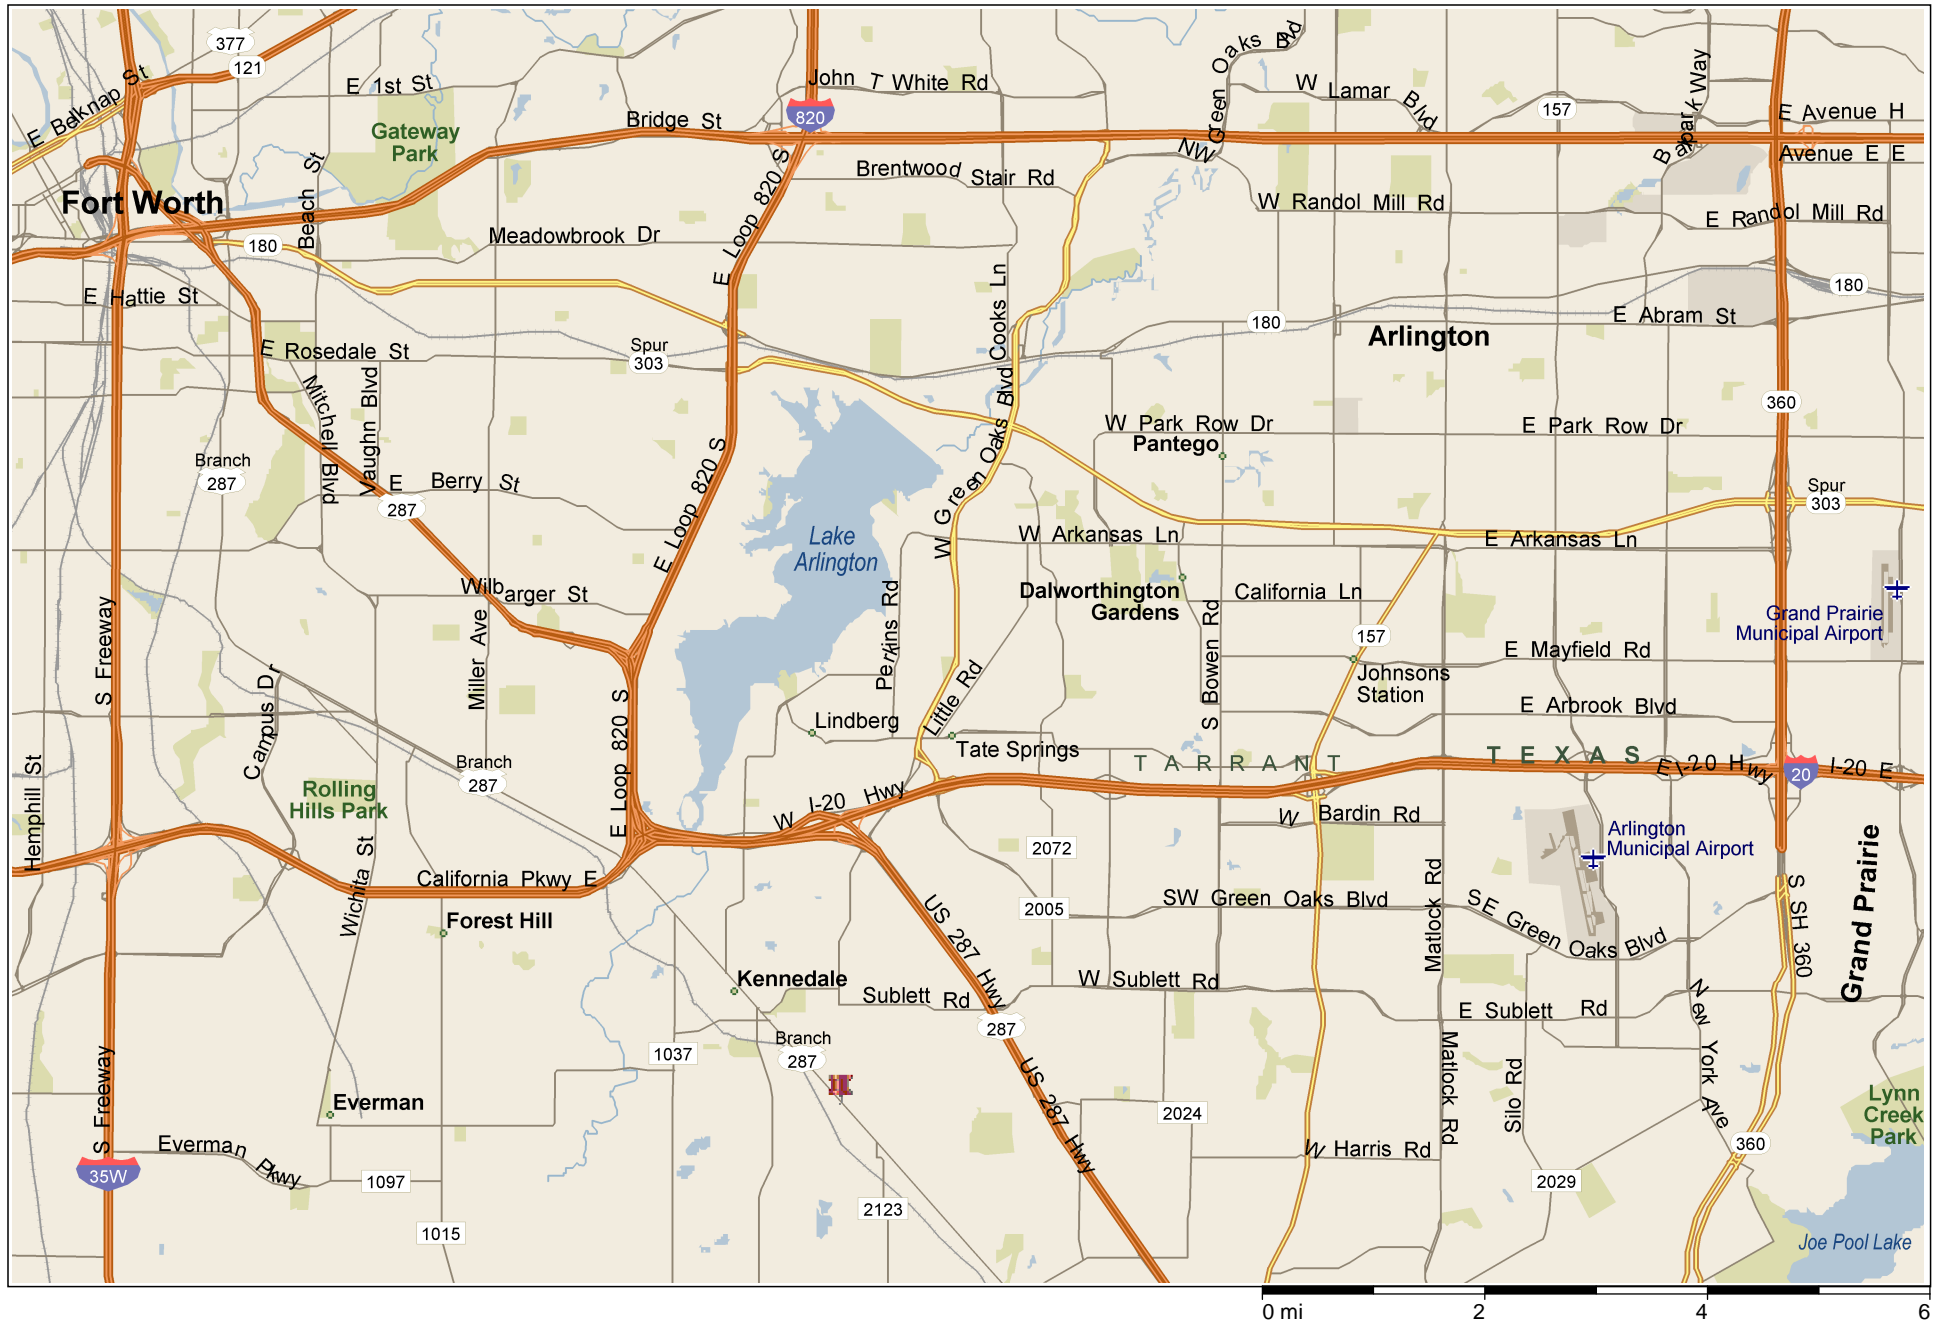 377
121
E Belknap St
E 1st St
John T White Rd
820
Bridge St
Gateway
Park
NW Green Oaks Blvd
W Lamar Blvd
157
Ballpark Way
E Avenue H
Avenue E E
Brentwood Stair Rd
Fort Worth
Beach St
180
Meadowbrook Dr
E Loop 820 S
W Randol Mill Rd
E Randol Mill Rd
E Hattie St
180
180
E Abram St
Arlington
E Rosedale St
Spur
303
Cooks Ln
Mitchell Blvd
Vaughn Blvd
360
W Park Row Dr
E Park Row Dr
Pantego
Branch
287
E Berry St
287
E Loop 820 S
W Green Oaks Blvd
Spur
303
Lake
Arlington
W Arkansas Ln
E Arkansas Ln
Wilbarger St
Perkins Rd
Dalworthington
Gardens
California Ln
Grand Prairie
Municipal Airport
S Freeway
Miller Ave
S Bowen Rd
157
E Mayfield Rd
Johnsons
Station
Campus Dr
E Loop 820 S
Lindberg
Little Rd
Tate Springs
E Arbrook Blvd
TARRANT
TEXAS
E I-20 Hwy
20
I-20 E
Hemphill St
Branch
287
Rolling
Hills Park
W I-20 Hwy
W Bardin Rd
Wichita St
2072
Arlington
Municipal Airport
Grand Prairie
California Pkwy E
Forest Hill
US 287 Hwy
2005
SW Green Oaks Blvd
Matlock Rd
SE Green Oaks Blvd
S SH 360
Kennedale
Sublett Rd
W Sublett Rd
E Sublett Rd
New York Ave
287
Branch
287
1037
S Freeway
Everman
US 287 Hwy
2024
Matlock Rd
Silo Rd
Lynn
Creek
Park
Everman Pkwy
35W
1097
W Harris Rd
360
2029
2123
1015
Joe Pool Lake
0 mi
2
4
6